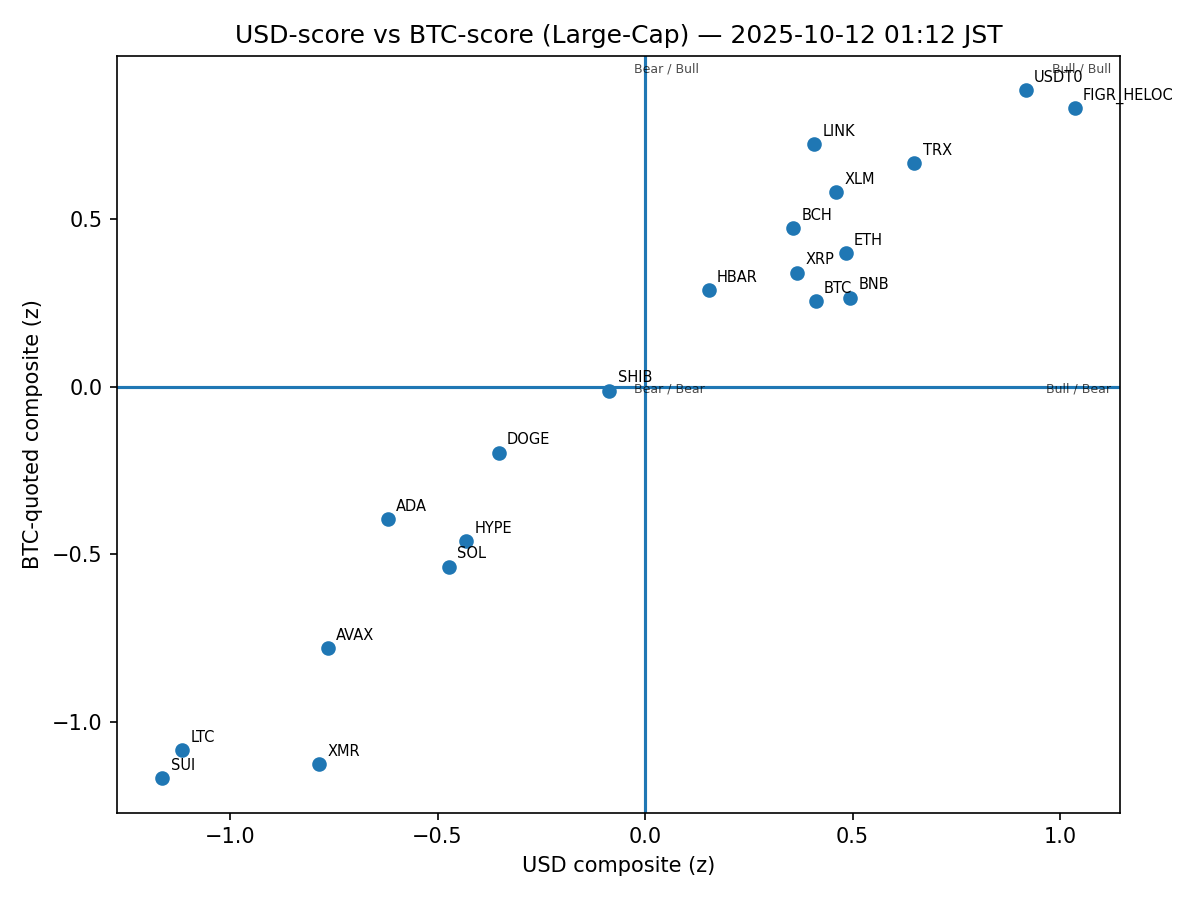 USD-score vs BTC-score (Large-Cap) — 2025-10-12 01:12 JST
Bear / Bull
Bull / Bull
USDT0
FIGR_HELOC
LINK
TRX
XLM
BCH
ETH
XRP
HBAR
BTC
BNB
SHIB
Bear / Bear
Bull / Bear
DOGE
ADA
HYPE
SOL
AVAX
LTC
XMR
SUI
0.5
0.0
−0.5
−1.0
BTC-quoted composite (z)
−1.0
−0.5
0.0
0.5
1.0
USD composite (z)